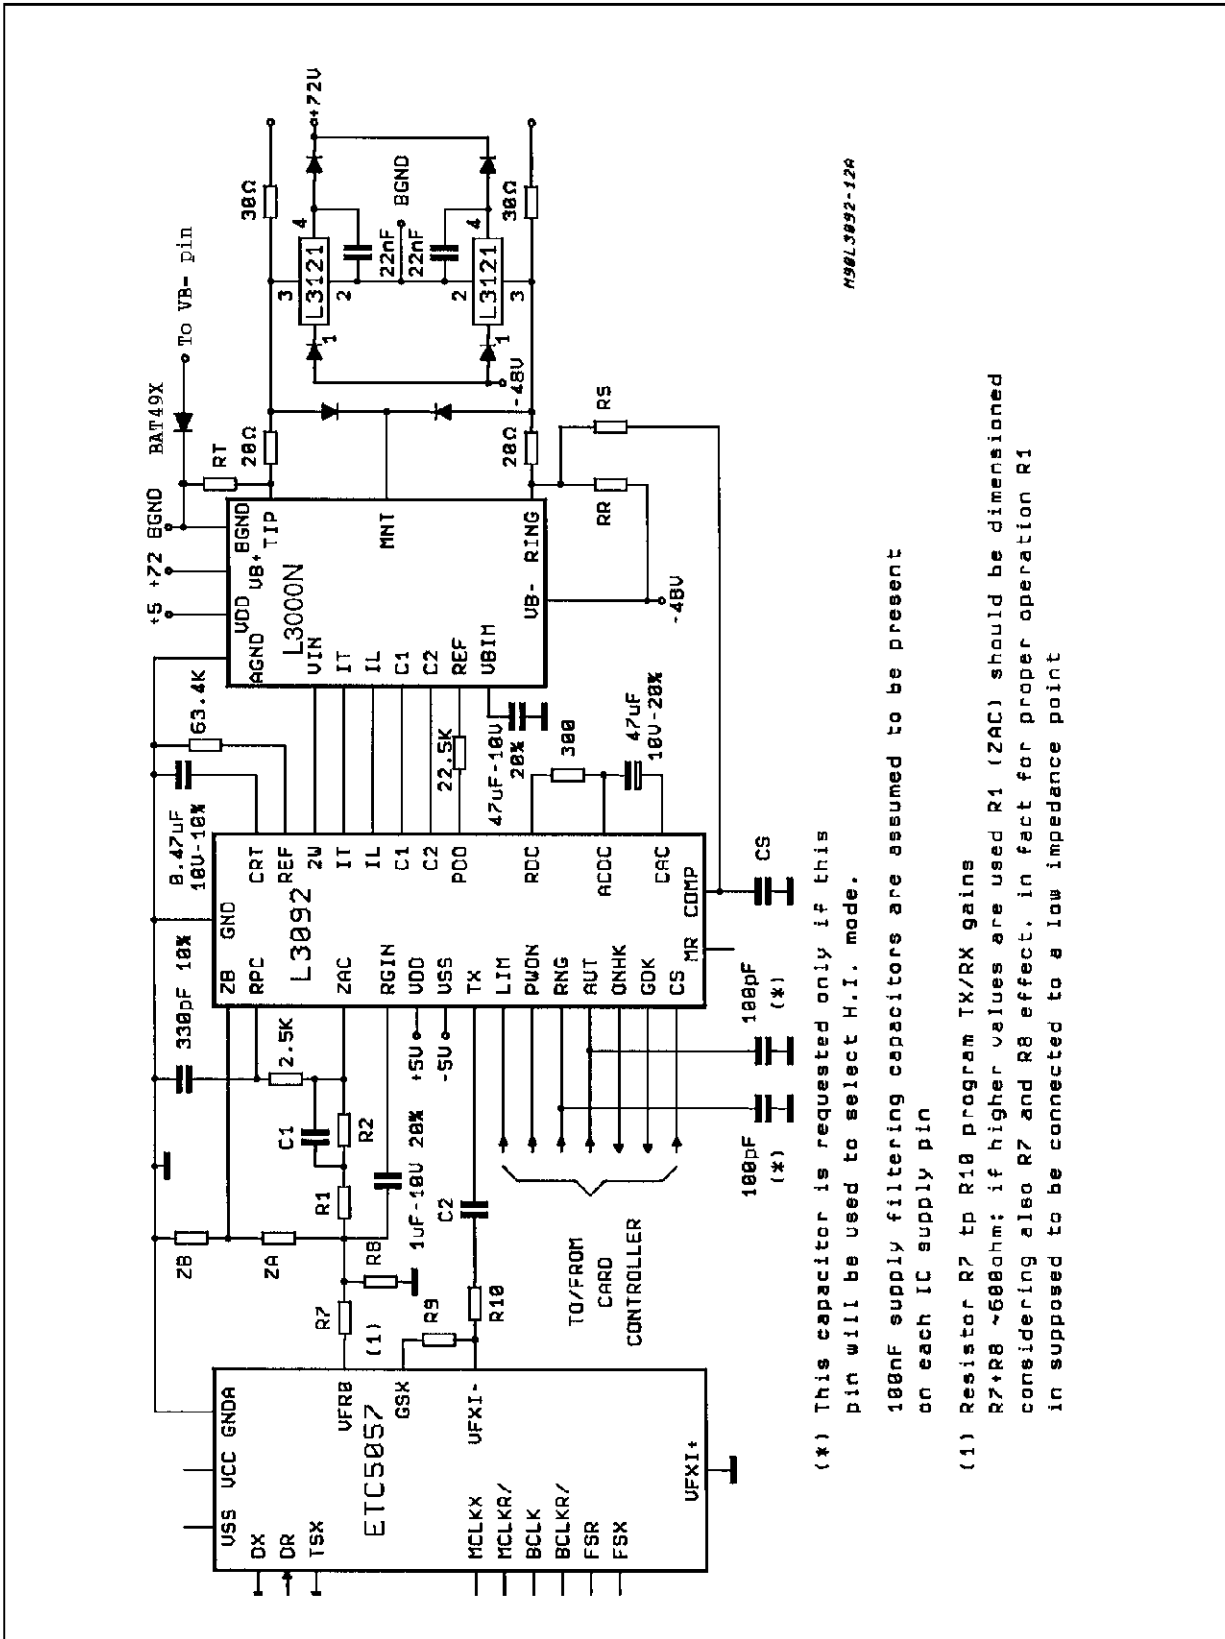 VSS VCC GNDA
DX
DR
TSX
ETC5057
VFR0
GSX
VFXI-
MCLKX
MCLKR/
BCLK
BCLKR/
FSR
FSX
VFXI+
ZB
ZA
R7
(1)
R8
R9
R10
C2
1uF-10V 20%
R1
C1
R2
330pF 10%
2.5K
+5V
-5V
TO/FROM
CARD
CONTROLLER
100pF
(*)
100pF
(*)
ZB GND
RPC
CRT
REF
L3092
ZAC
2W
IT
RGIN
IL
VDD
C1
VSS
C2
TX
PDO
LIM
PWON
RDC
RNG
AUT
ACDC
ONHK
GDK
CAC
CS
MR COMP
CS
0.47uF
10V-10%
63.4K
22.5K
47uF-10V
20%
300
47uF
10V-20%
+5 +72 BGND
BAT49X
To VB- pin
AGND
VDD
VB+
BGND
TIP
L3000N
VIN
IT
IL
C1
C2
REF
VBIM
MNT
VB- RING
-48V
RT
20Ω
20Ω
RR
RS
30Ω
3
L3121
4
1
2
22nF
BGND
22nF
2
L3121
4
1
3
30Ω
+72V
-48V
M90L3092-12A
(*) This capacitor is requested only if this
pin will be used to select H.I. mode.
100nF supply filtering capacitors are assumed to be present
on each IC supply pin
(1) Resistor R7 tp R10 program TX/RX gains
R7+R8 ~600ohm; if higher values are used R1 (ZAC) should be dimensioned
considering also R7 and R8 effect, in fact for proper operation R1
in supposed to be connected to a low impedance point